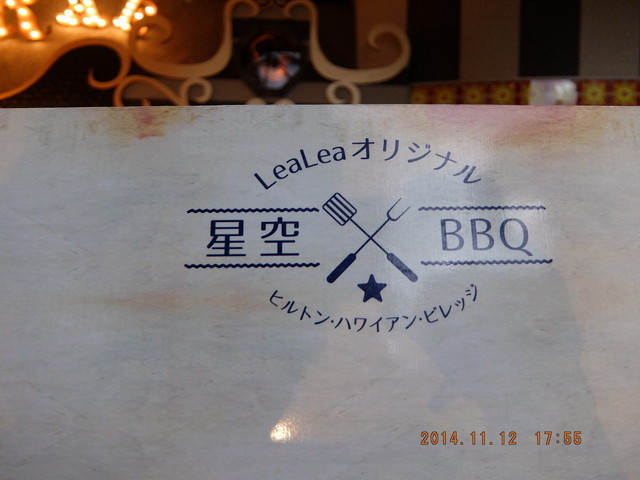 LeaLeaオリジナル
星空 BBQ
ヒルトン・ハワイアン・ビレッジ
2014.11.12 17:55